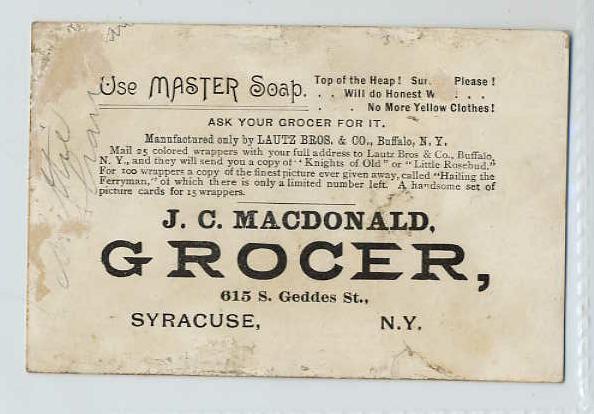 Use MASTER Soap.
Top of the Heap! Please!
. . Will do Honest . . .
. . No More Yellow Clothes!
ASK YOUR GROCER FOR IT.
Manufactured only by LAUTZ BROS. & CO., Buffalo, N. Y.
Mail 25 colored wrappers with your full address to Lautz Bros & Co., Buffalo,
N. Y., and they will send you a copy of "Knights of Old" or "Little Rosebud."
For 100 wrappers a copy of the finest picture ever given away, called "Hailing the
Ferryman," of which there is only a limited number left. A handsome set of
picture cards for 15 wrappers.
J. C. MACDONALD,
GROCER,
615 S. Geddes St.,
SYRACUSE, N.Y.